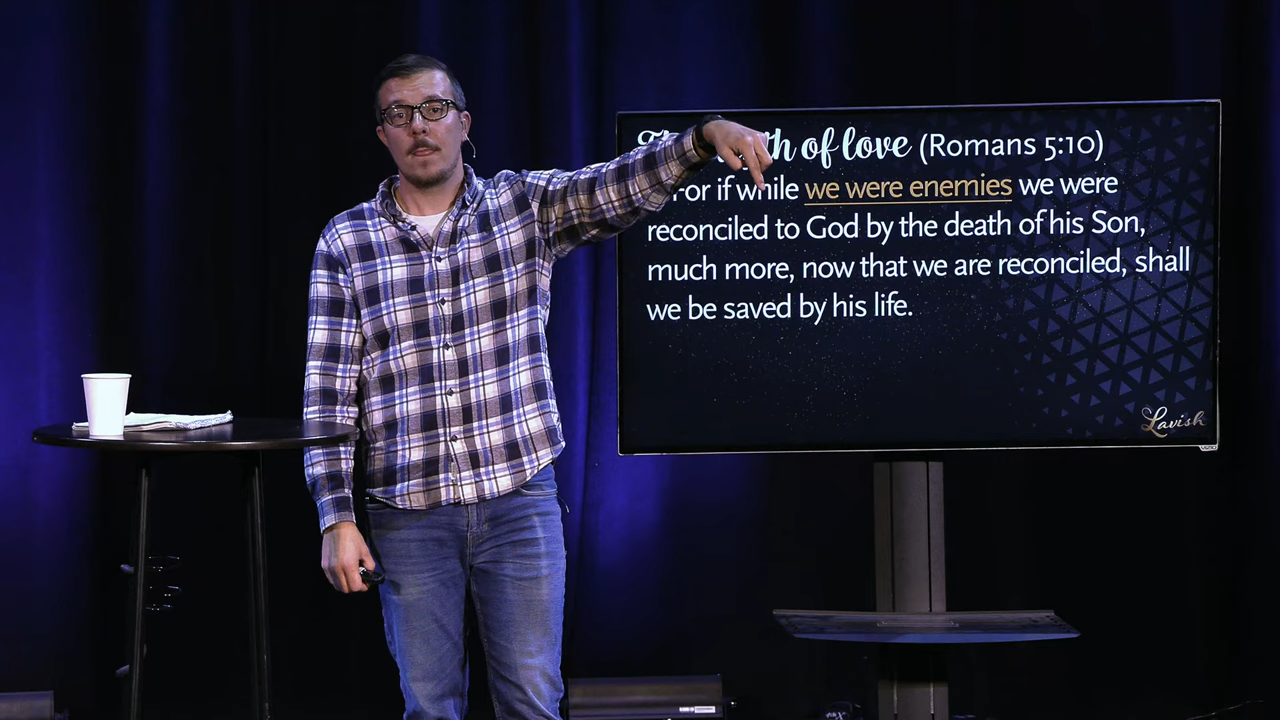 of love (Romans 5:10)
For if while we were enemies we were
reconciled to God by the death of his Son,
much more, now that we are reconciled, shall
we be saved by his life.
Lavish